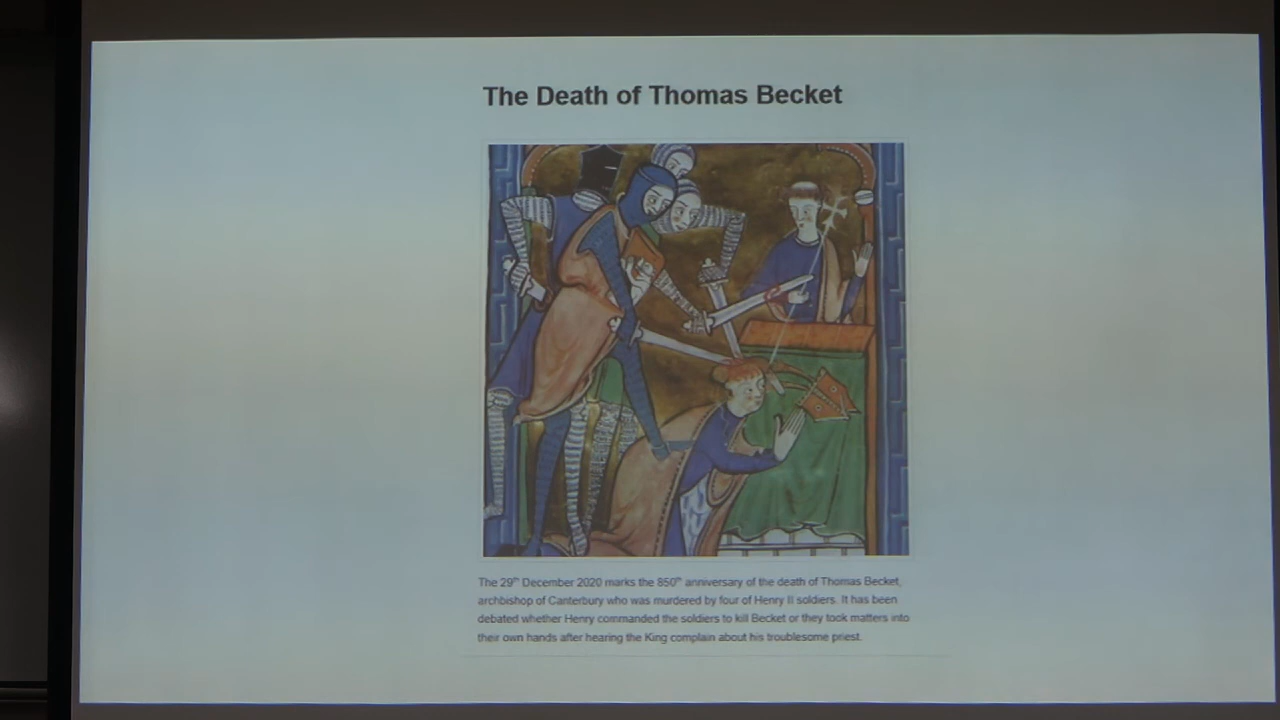 The Death of Thomas Becket
The 29th December 2020 marks the 850th anniversary of the death of Thomas Becket,
archbishop of Canterbury who was murdered by four of Henry II soldiers. It has been
debated whether Henry commanded the soldiers to kill Becket or they took matters into
their own hands after hearing the King complain about his troublesome priest.